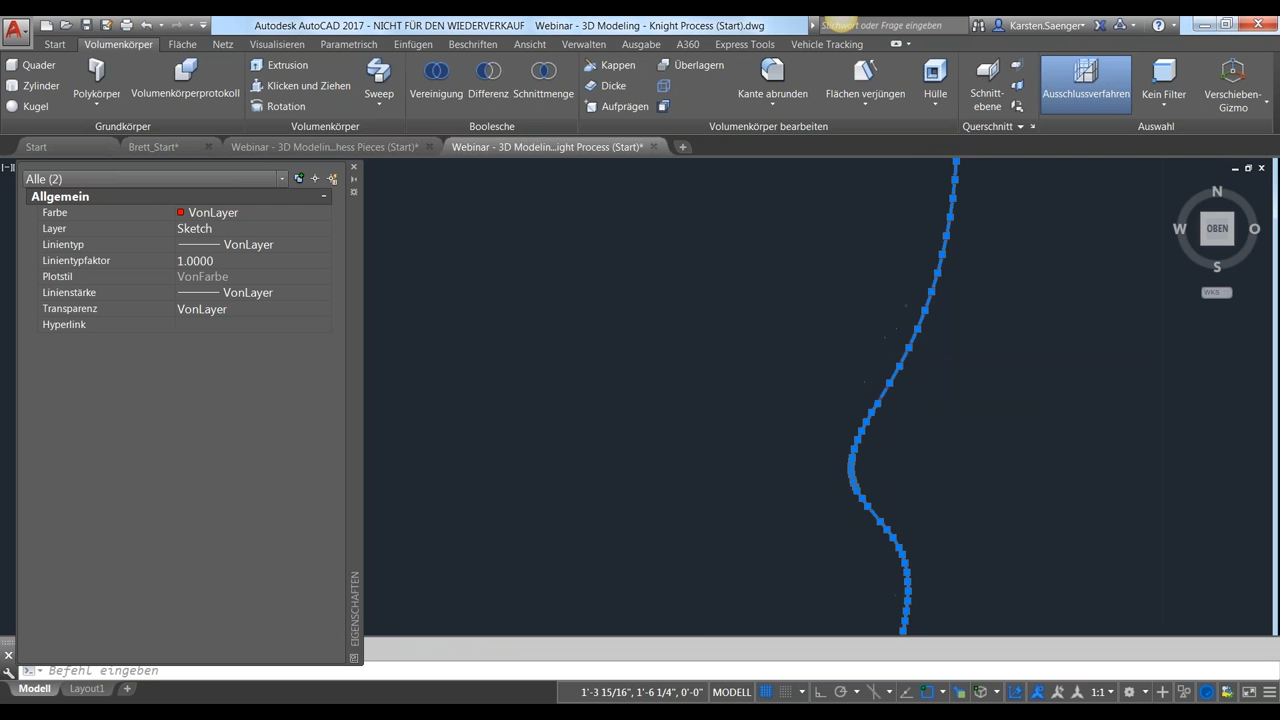 Autodesk AutoCAD 2017 - NICHT FÜR DEN WIEDERVERKAUF Webinar - 3D Modeling - Knight Process (Start).dwg
Stichwort oder Frage eingeben
Karsten.Saenger
Start Volumenkörper Fläche Netz Visualisieren Parametrisch Einfügen Beschriften Ansicht Verwalten Ausgabe A360 Express Tools Vehicle Tracking
Quader Extrusion Kappen Überlagern
Zylinder Klicken und Ziehen Dicke
Kugel Rotation Aufprägen
Polykörper Volumenkörperprotokoll Sweep Vereinigung Differenz Schnittmenge Kante abrunden Flächen verjüngen Hülle Schnitt-
ebene Ausschlussverfahren Kein Filter Verschieben-
Gizmo
Grundkörper Volumenkörper Boolesche Volumenkörper bearbeiten Querschnitt Auswahl
Start Brett_Start* Webinar - 3D Modelin...hess Pieces (Start)* Webinar - 3D Modelin...ight Process (Start)*
Alle (2)
Allgemein
Farbe VonLayer
Layer Sketch
Linientyp VonLayer
Linientypfaktor 1.0000
Plotstil VonFarbe
Linienstärke VonLayer
Transparenz VonLayer
Hyperlink
EIGENSCHAFTEN
N
W OBEN O
S
WKS
Befehl eingeben
Modell Layout1
1'-3 15/16", 1'-6 1/4", 0'-0" MODELL 1:1